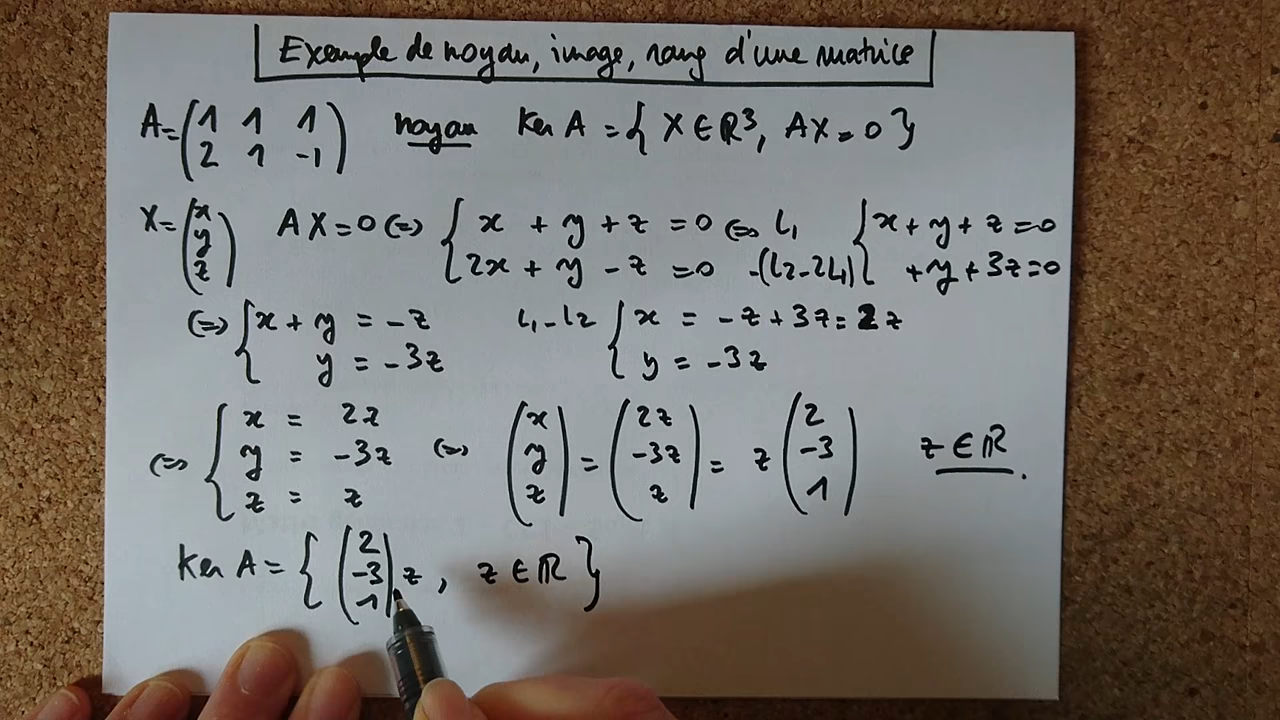 Exemple de noyau, image, rang d'une matrice
A = (1 1 1 / 2 1 -1) noyau Ker A = { X ∈ ℝ³, AX = 0 }
X = (x / y / z) AX = 0 ⇔ { x + y + z = 0 ⇔ L₁ { x + y + z = 0
2x + y - z = 0 -(L2-2L1) + y + 3z = 0
⇔ { x + y = -z L₁-L2 { x = -z + 3z = 2z
y = -3z y = -3z
⇔ { x = 2z
y = -3z ⇔ (x / y / z) = (2z / -3z / z) = z (2 / -3 / 1) z ∈ ℝ.
z = z
Ker A = { (2 / -3 / 1) z, z ∈ ℝ }